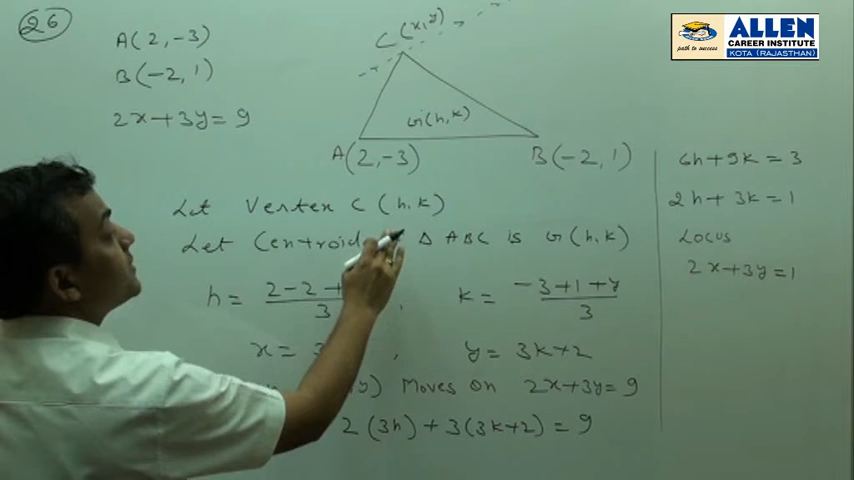 26
A(2,-3)
B(-2,1)
2x+3y=9
C (x,y)
G(h,k)
A(2,-3)
B(-2,1)
Let Vertex C (h,k)
Let Centroid Δ ABC is G(h,k)
h= 2-2+ / 3 , k= -3+1+y / 3
x= 3 , y= 3k+2
y) Moves on 2x+3y=9
2(3h)+3(3k+2)=9
6h+9k=3
2h+3k=1
Locus
2x+3y=1
ALLEN
CAREER INSTITUTE
KOTA (RAJASTHAN)
path to success